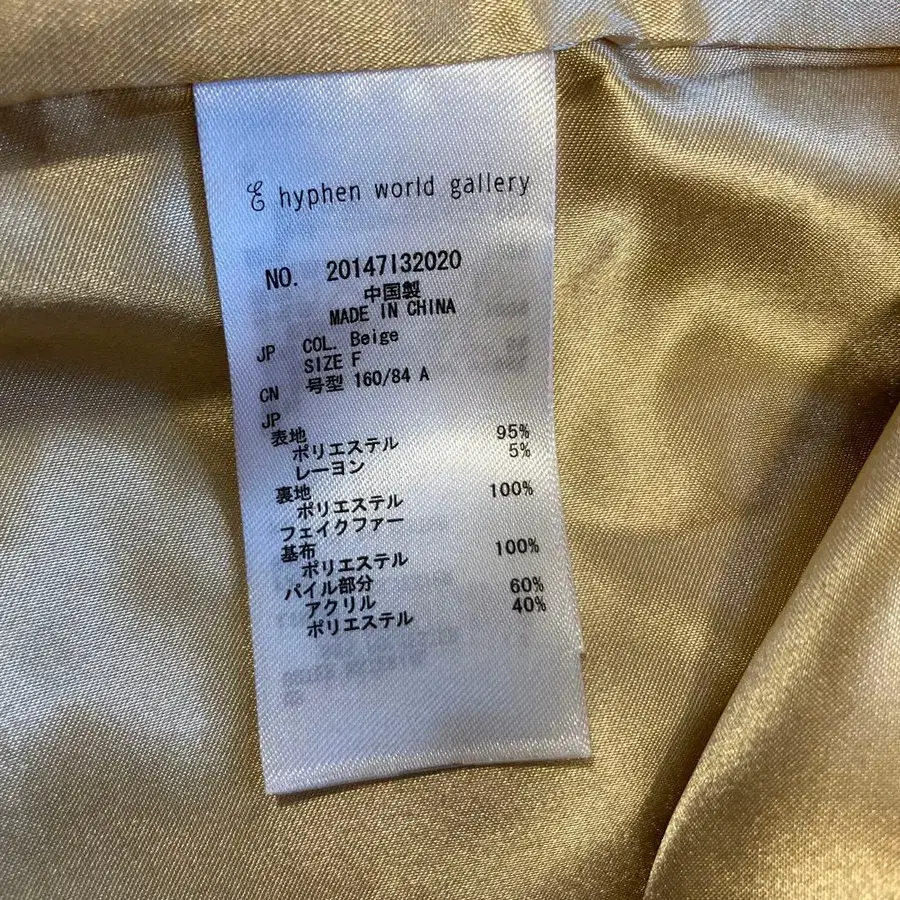 E hyphen world gallery
NO. 20147132020
中国製
MADE IN CHINA
JP COL. Beige
SIZE F
CN 号型 160/84 A
JP
表地
ポリエステル 95%
レーヨン 5%
裏地
ポリエステル 100%
フェイクファー
基布
ポリエステル 100%
パイル部分
アクリル 60%
ポリエステル 40%